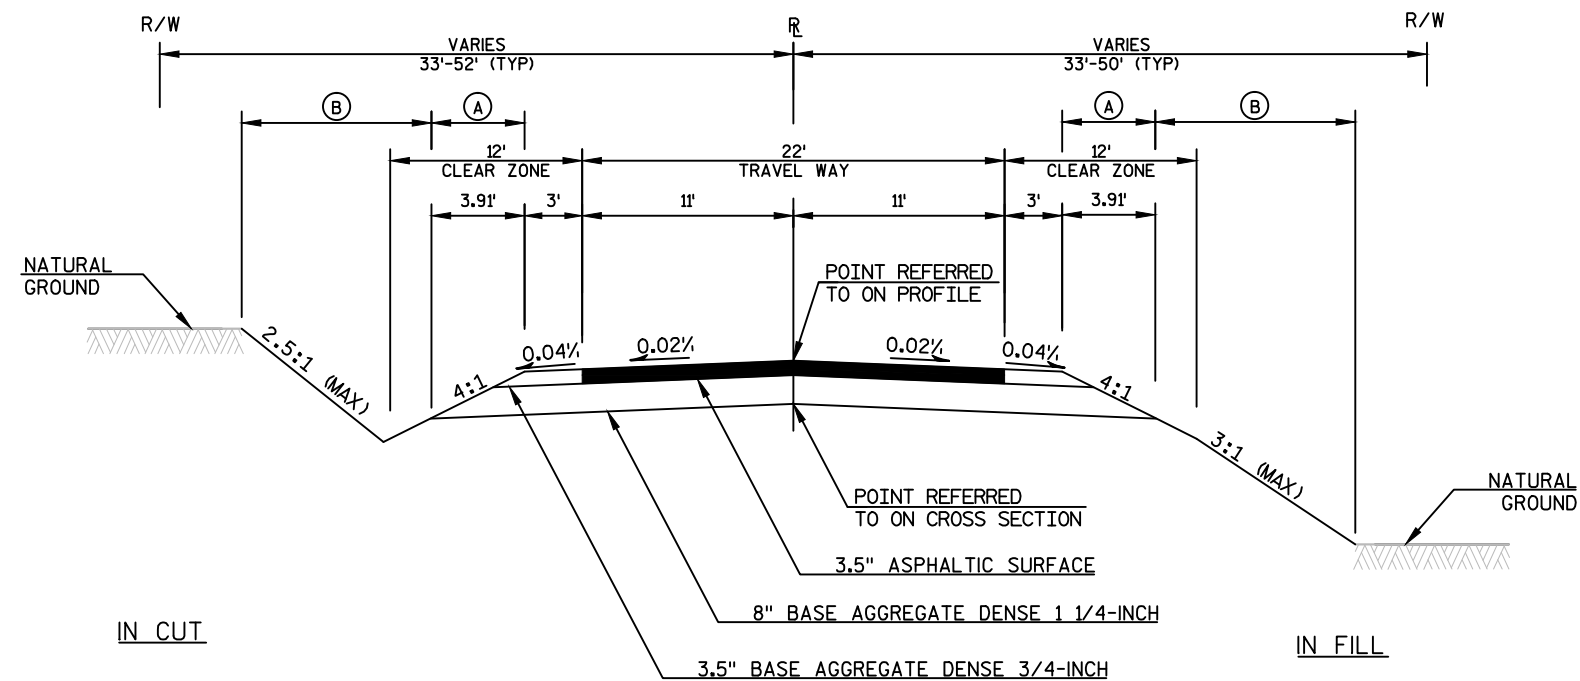 R/W
R/W
VARIES
33'-52' (TYP)
VARIES
33'-50' (TYP)
B
A
A
B
12'
CLEAR ZONE
22'
TRAVEL WAY
12'
CLEAR ZONE
3.91'
3'
11'
11'
3'
3.91'
NATURAL
GROUND
POINT REFERRED
TO ON PROFILE
2.5:1 (MAX)
4:1
0.04'/'
0.02'/'
0.02'/'
0.04'/'
4:1
3:1 (MAX)
POINT REFERRED
TO ON CROSS SECTION
NATURAL
GROUND
3.5" ASPHALTIC SURFACE
8" BASE AGGREGATE DENSE 1 1/4-INCH
3.5" BASE AGGREGATE DENSE 3/4-INCH
IN CUT
IN FILL